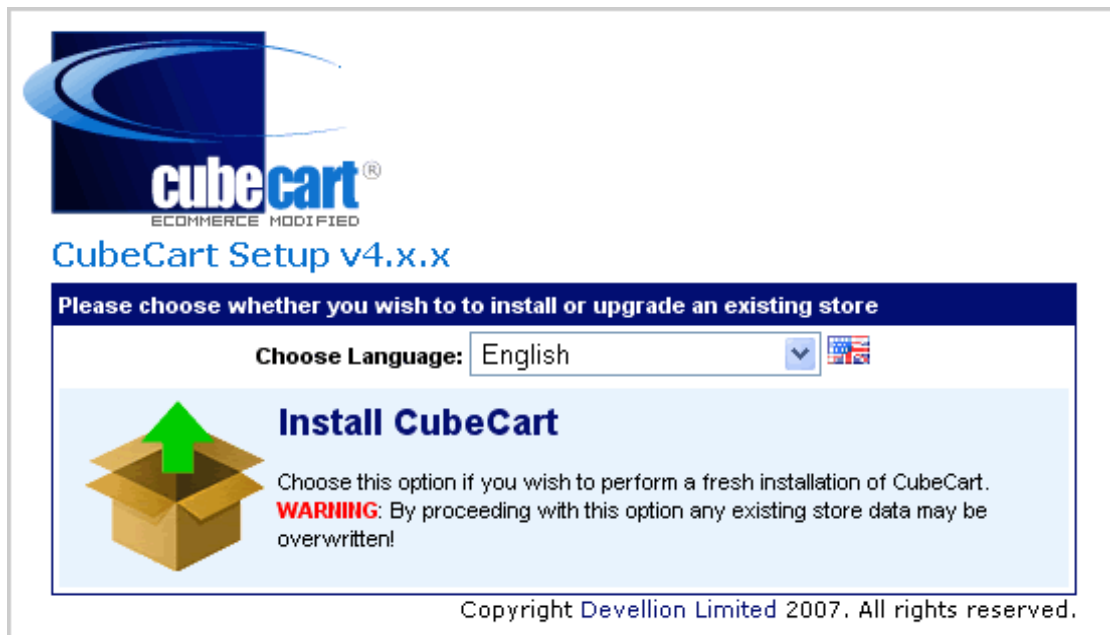 cubecart®
ECOMMERCE MODIFIED
CubeCart Setup v4.x.x
Please choose whether you wish to to install or upgrade an existing store
Choose Language: English
Install CubeCart
Choose this option if you wish to perform a fresh installation of CubeCart.
WARNING: By proceeding with this option any existing store data may be
overwritten!
Copyright Devellion Limited 2007. All rights reserved.